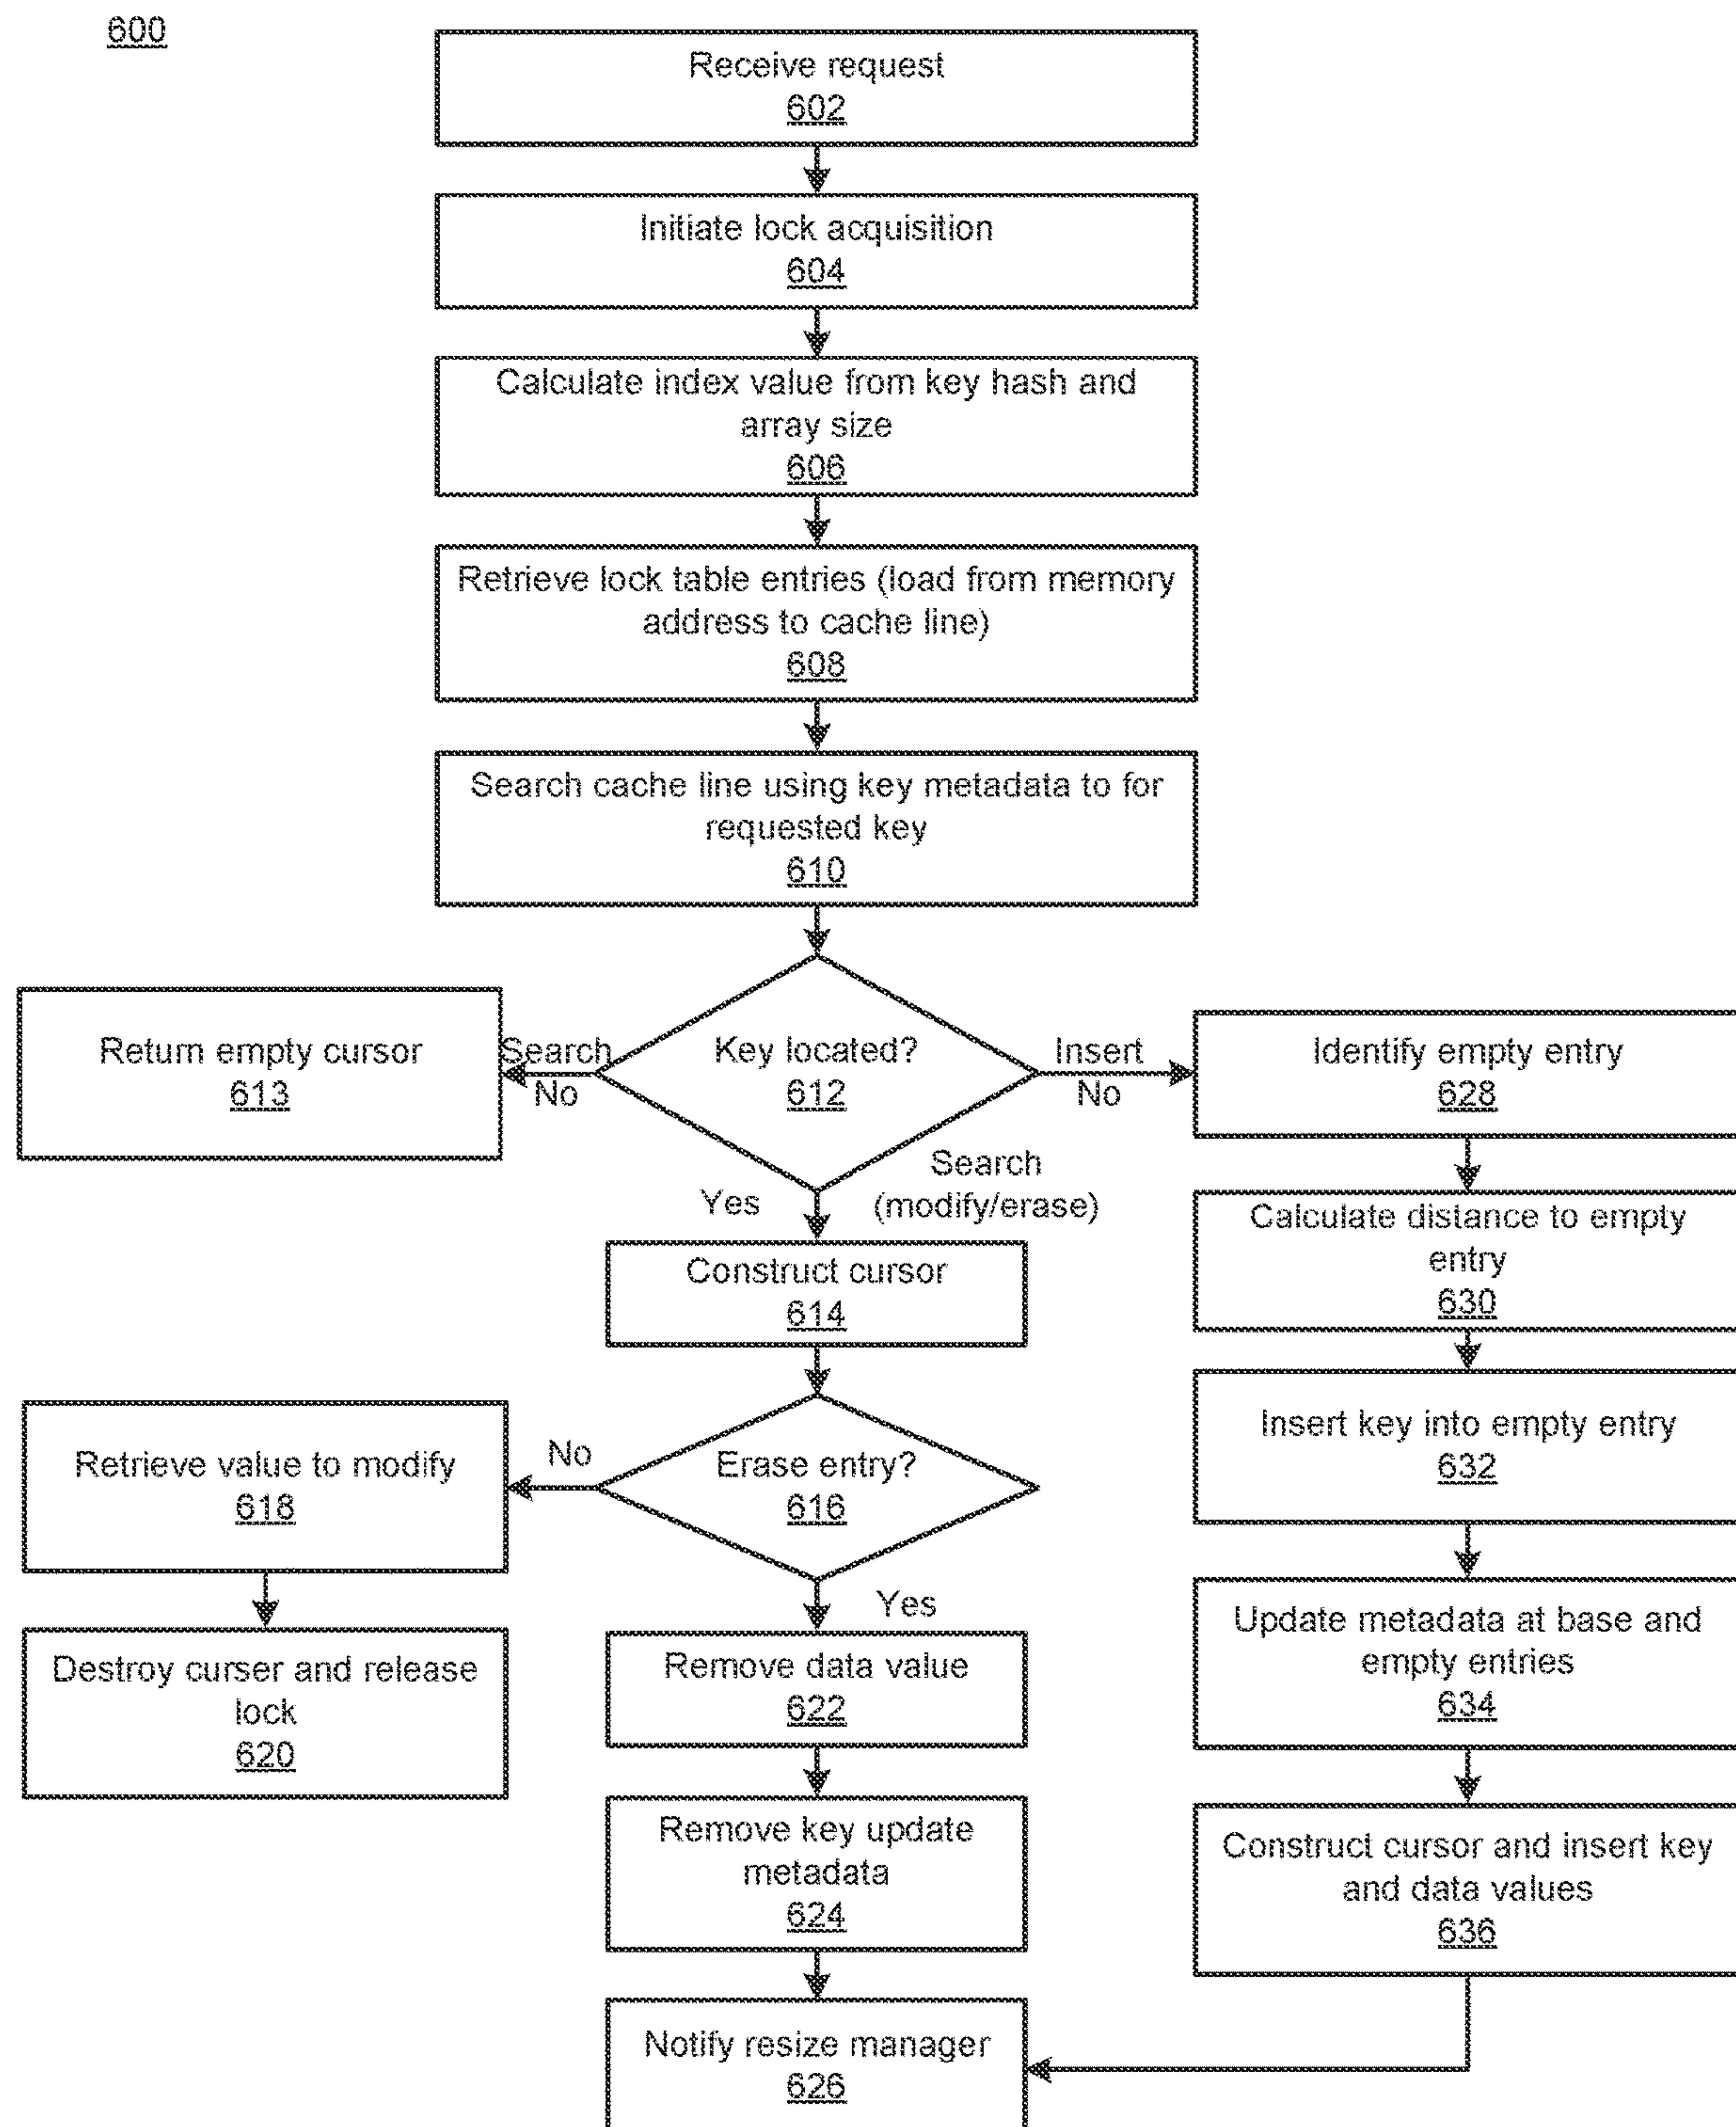 600
Receive request
602
Initiate lock acquisition
604
Calculate index value from key hash and
array size
606
Retrieve lock table entries (load from memory
address to cache line)
608
Search cache line using key metadata to for
requested key
610
Return empty cursor
613
Search
No
Key located?
612
Insert
No
Identify empty entry
628
Yes
Search
(modify/erase)
Calculate distance to empty
entry
630
Construct cursor
614
Insert key into empty entry
632
Retrieve value to modify
618
No
Erase entry?
616
Yes
Update metadata at base and
empty entries
634
Destroy curser and release
lock
620
Remove data value
622
Remove key update
metadata
624
Construct cursor and insert key
and data values
636
Notify resize manager
626